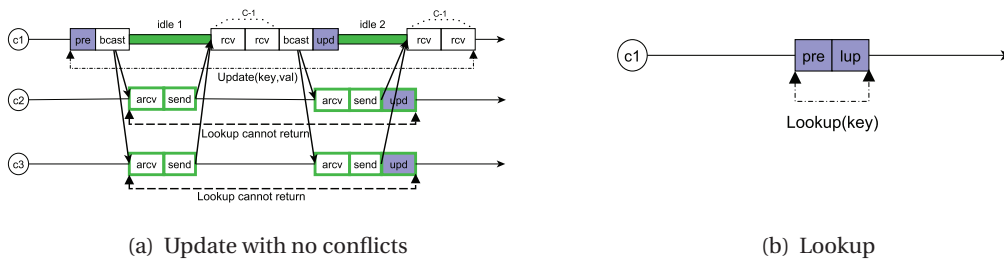 idle 1 C-1 idle 2 C-1
c1 pre bcast rcv rcv bcast upd rcv rcv
Update(key,val)
c2 arcv send arcv send upd
Lookup cannot return
c3 arcv send arcv send upd
Lookup cannot return
(a) Update with no conflicts
c1 pre lup
Lookup(key)
(b) Lookup